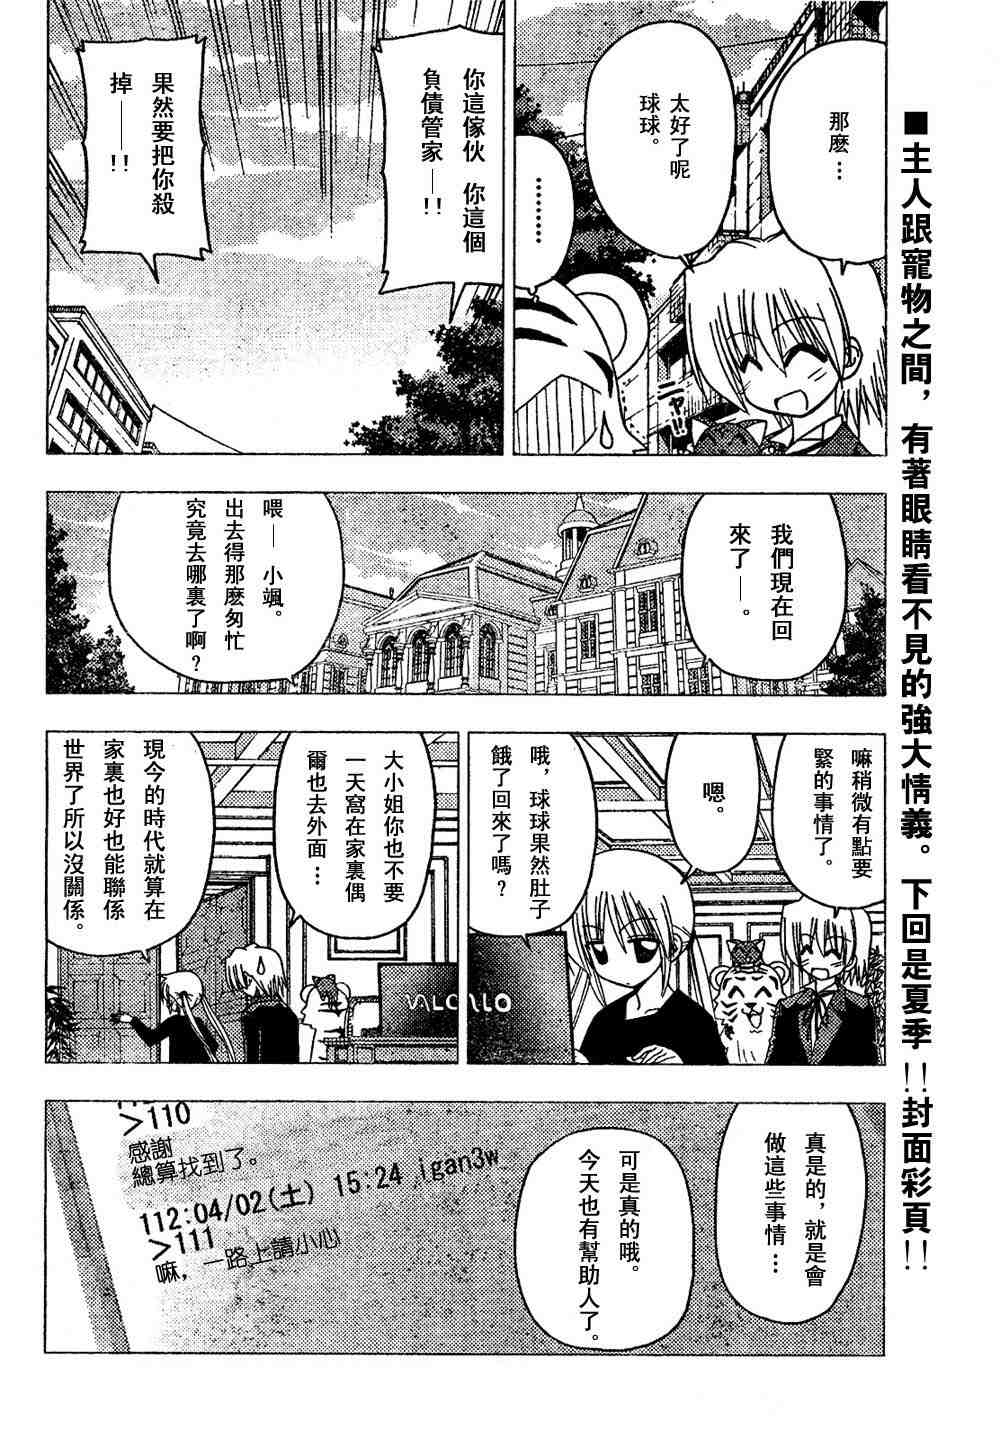 那麽…
太好了呢
球球。
………
ニャー!!
你這傢伙 你這個
負債管家─!!
果然要把你殺
掉─!!
我們現在回
來了─。
喂─ 小颯。
出去得那麽匆忙
究竟去哪裏了啊?
嘛稍微有點要
緊的事情了。
嗯。
哦,球球果然肚子
餓了回來了嗎?
大小姐你也不要
一天窩在家裏偶
爾也去外面…
現今的時代就算在
家裏也好也能聯係
世界了所以沒關係。
真是的,就是會
做這些事情…
可是真的哦。
今天也有幫助人了。
>110
感謝
總算找到了。
112:04/02(土) 15:24 igan3w
>111
嘛,一路上請小心
■主人跟寵物之間,有著眼睛看不見的強大情義。下回是夏季!!封面彩頁!!